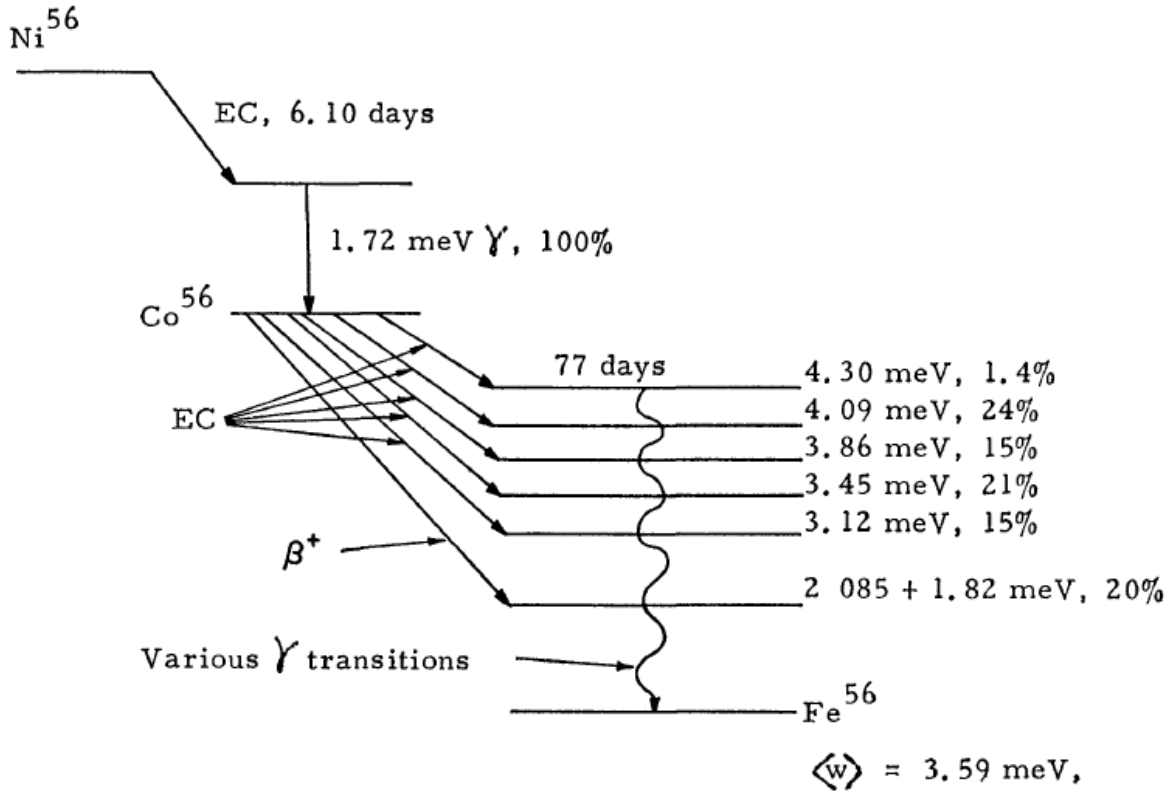 Ni⁵⁶
EC, 6.10 days
1.72 meV γ, 100%
Co⁵⁶
77 days
4.30 meV, 1.4%
4.09 meV, 24%
EC
3.86 meV, 15%
3.45 meV, 21%
3.12 meV, 15%
β⁺
2 085 + 1.82 meV, 20%
Various γ transitions
Fe⁵⁶
⟨w⟩ = 3.59 meV,